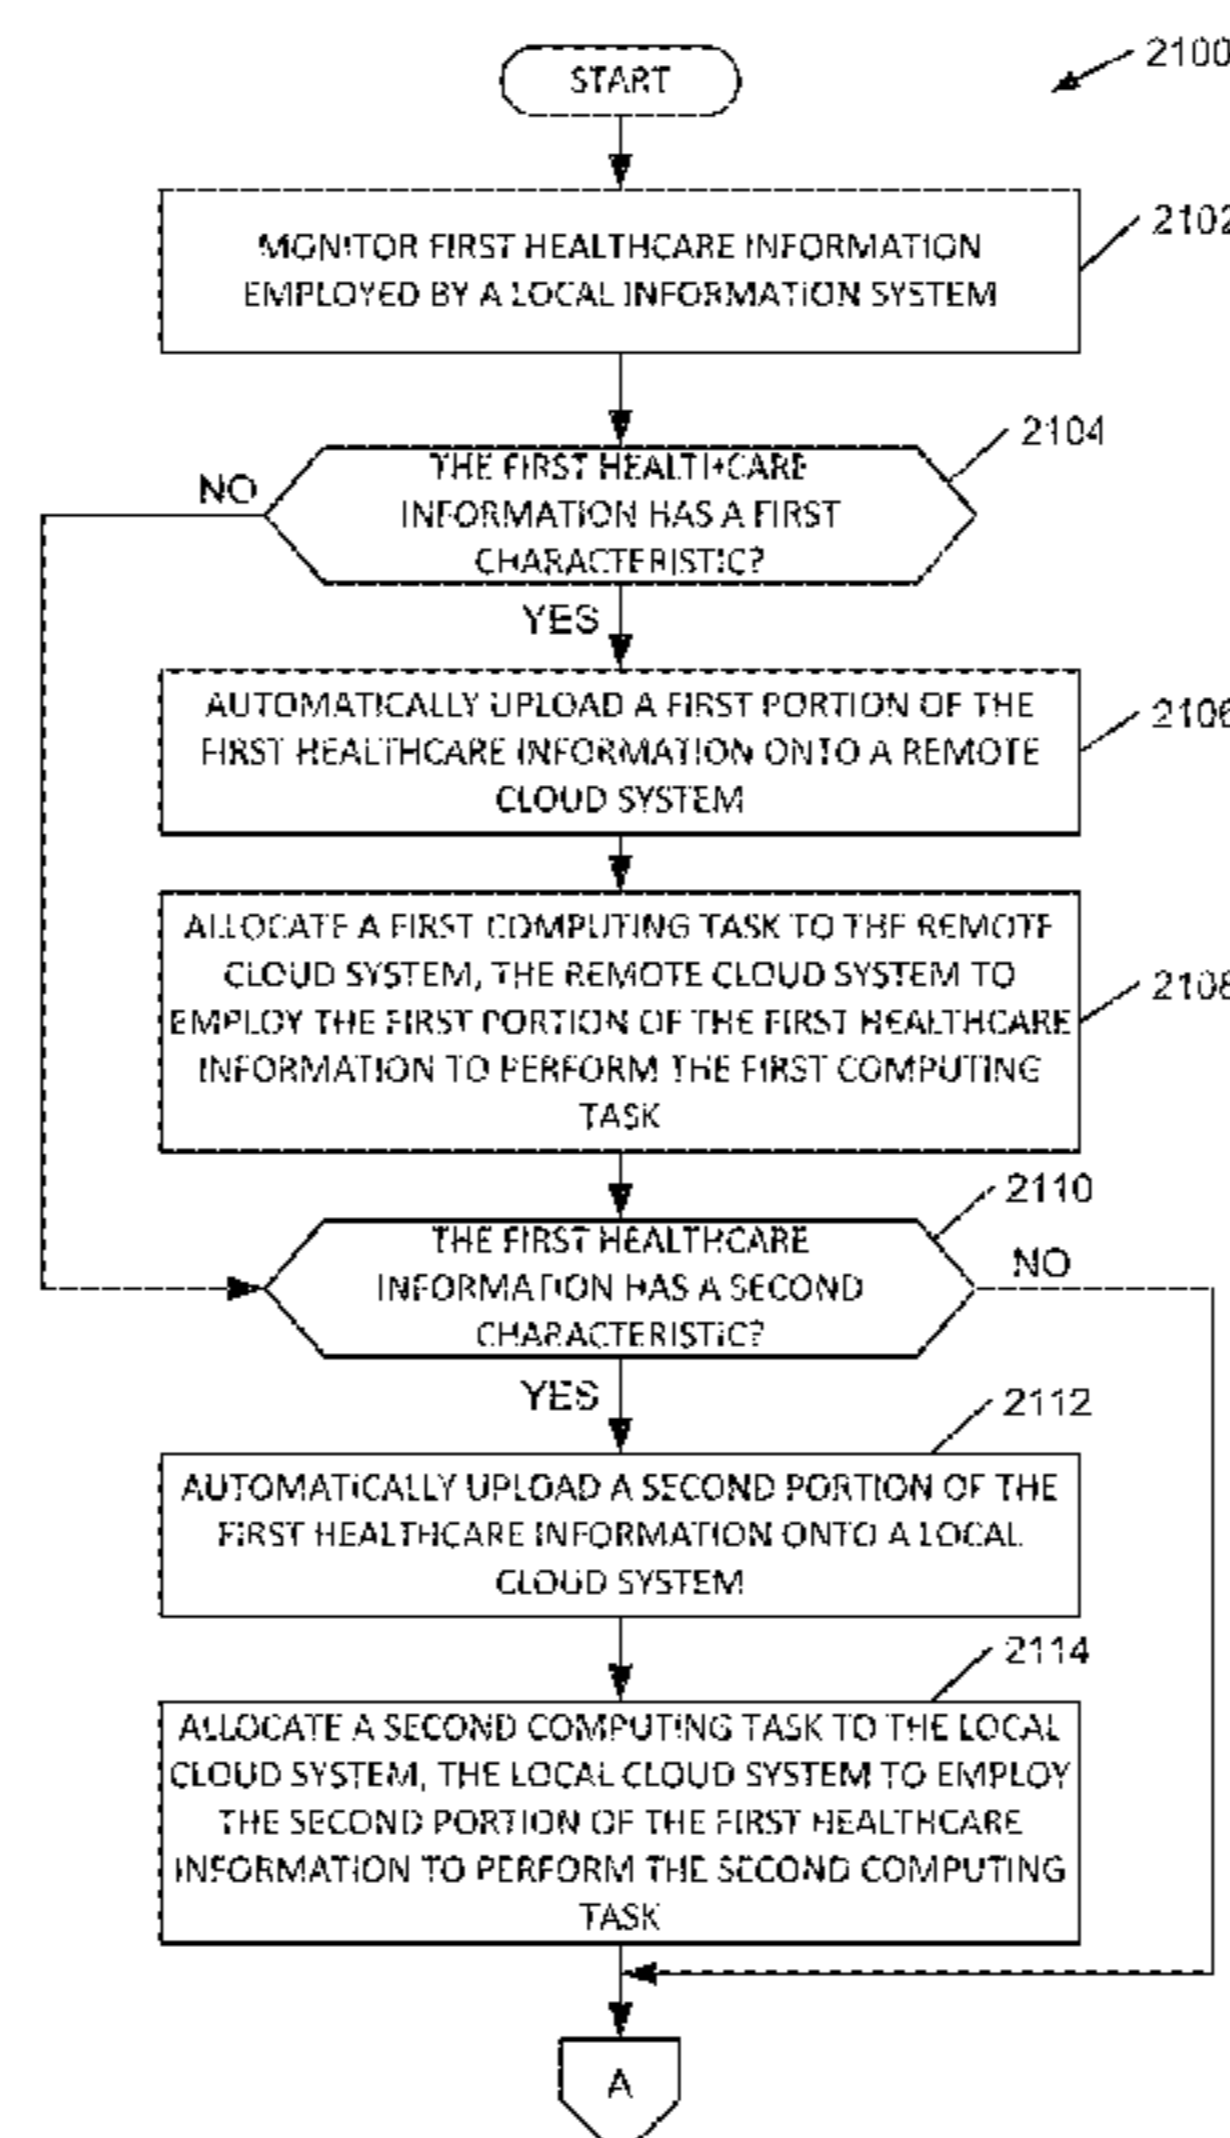 START
2100
MONITOR FIRST HEALTHCARE INFORMATION
EMPLOYED BY A LOCAL INFORMATION SYSTEM
2102
2104
NO
THE FIRST HEALTHCARE
INFORMATION HAS A FIRST
CHARACTERISTIC?
YES
AUTOMATICALLY UPLOAD A FIRST PORTION OF THE
FIRST HEALTHCARE INFORMATION ONTO A REMOTE
CLOUD SYSTEM
2106
ALLOCATE A FIRST COMPUTING TASK TO THE REMOTE
CLOUD SYSTEM, THE REMOTE CLOUD SYSTEM TO
EMPLOY THE FIRST PORTION OF THE FIRST HEALTHCARE
INFORMATION TO PERFORM THE FIRST COMPUTING
TASK
2108
2110
THE FIRST HEALTHCARE
INFORMATION HAS A SECOND
CHARACTERISTIC?
NO
YES
2112
AUTOMATICALLY UPLOAD A SECOND PORTION OF THE
FIRST HEALTHCARE INFORMATION ONTO A LOCAL
CLOUD SYSTEM
2114
ALLOCATE A SECOND COMPUTING TASK TO THE LOCAL
CLOUD SYSTEM, THE LOCAL CLOUD SYSTEM TO EMPLOY
THE SECOND PORTION OF THE FIRST HEALTHCARE
INFORMATION TO PERFORM THE SECOND COMPUTING
TASK
A